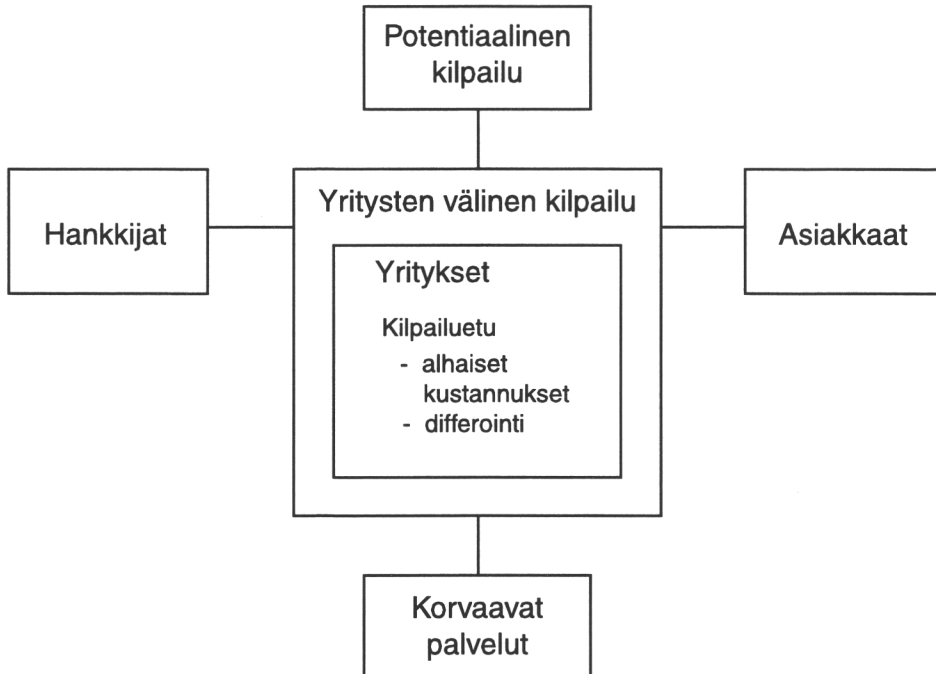 Potentiaalinen
kilpailu
Hankkijat
Yritysten välinen kilpailu
Yritykset
Kilpailuetu
- alhaiset
kustannukset
- differointi
Asiakkaat
Korvaavat
palvelut